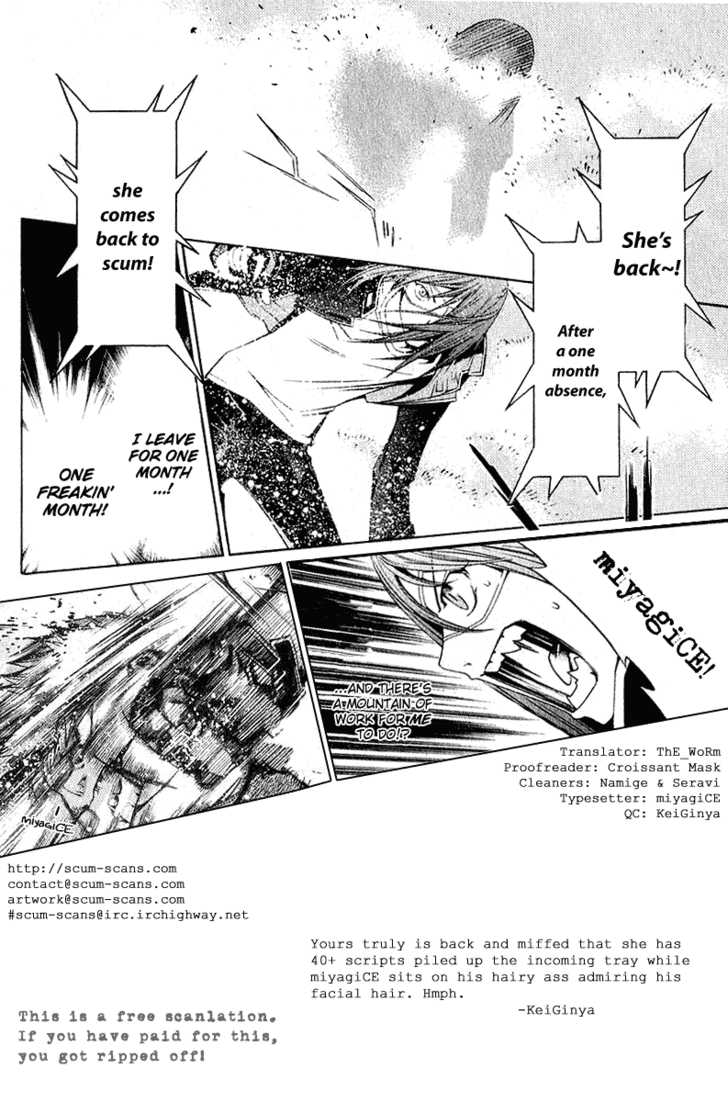 She's
back~!
After
a one
month
absence,
she
comes
back to
scum!
I LEAVE
FOR ONE
MONTH
...!
ONE
FREAKIN'
MONTH!
miyagiCE!
...AND THERE'S
A MOUNTAIN OF
WORK FOR ME
TO DO!?
miyagiCE
Translator: ThE_WoRm
Proofreader: Croissant Mask
Cleaners: Namige & Seravi
Typesetter: miyagiCE
QC: KeiGinya
http://scum-scans.com
contact@scum-scans.com
artwork@scum-scans.com
#scum-scans@irc.irchighway.net
Yours truly is back and miffed that she has
40+ scripts piled up the incoming tray while
miyagiCE sits on his hairy ass admiring his
facial hair. Hmph.
-KeiGinya
This is a free scanlation.
If you have paid for this,
you got ripped off!